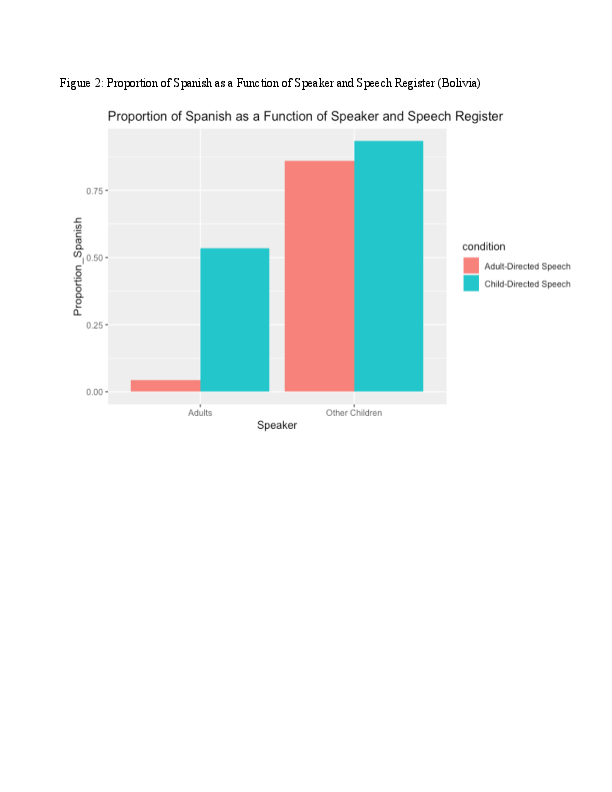 Figure 2: Proportion of Spanish as a Function of Speaker and Speech Register (Bolivia)
Proportion of Spanish as a Function of Speaker and Speech Register
Proportion_Spanish
0.75
0.50
0.25
0.00
Adults Other Children
Speaker
condition
Adult-Directed Speech
Child-Directed Speech